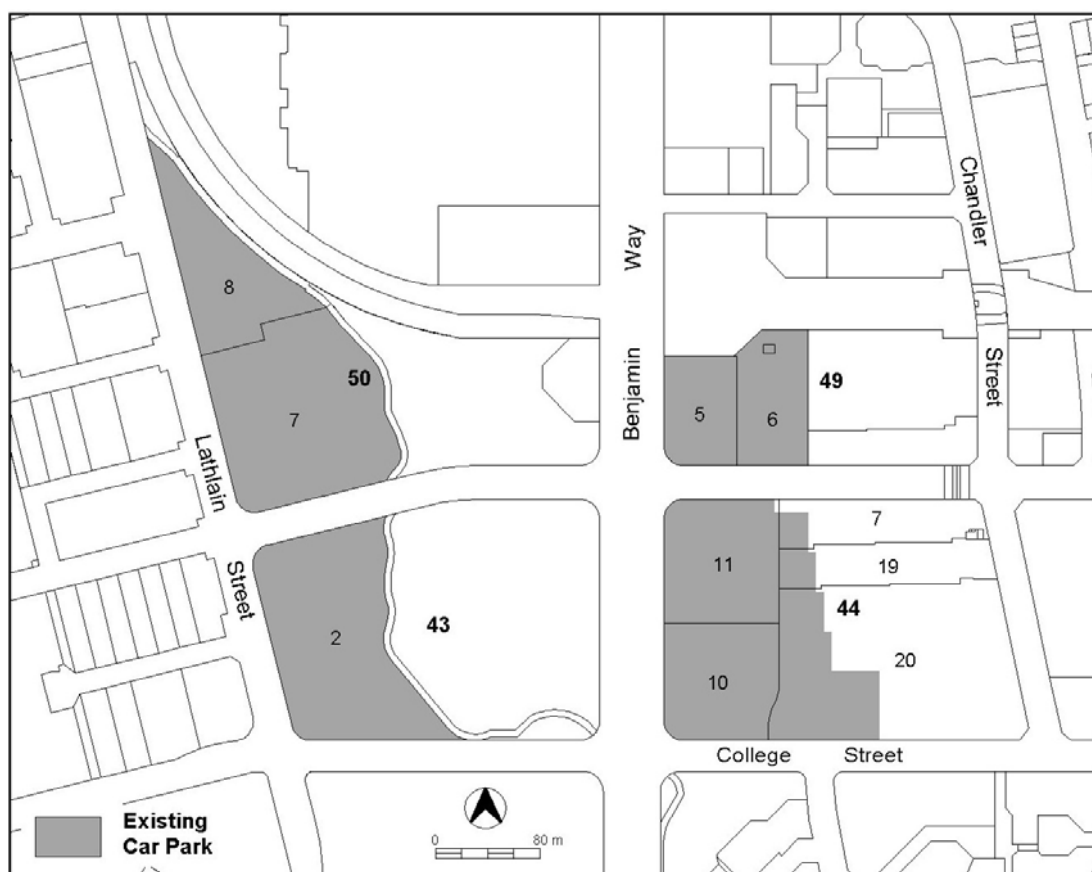 Chandler
Street
Benjamin
Way
8
50
7
5
6
49
Lathlain
Street
11
7
19
44
2
43
10
20
College
Street
Existing
Car Park
0
80 m